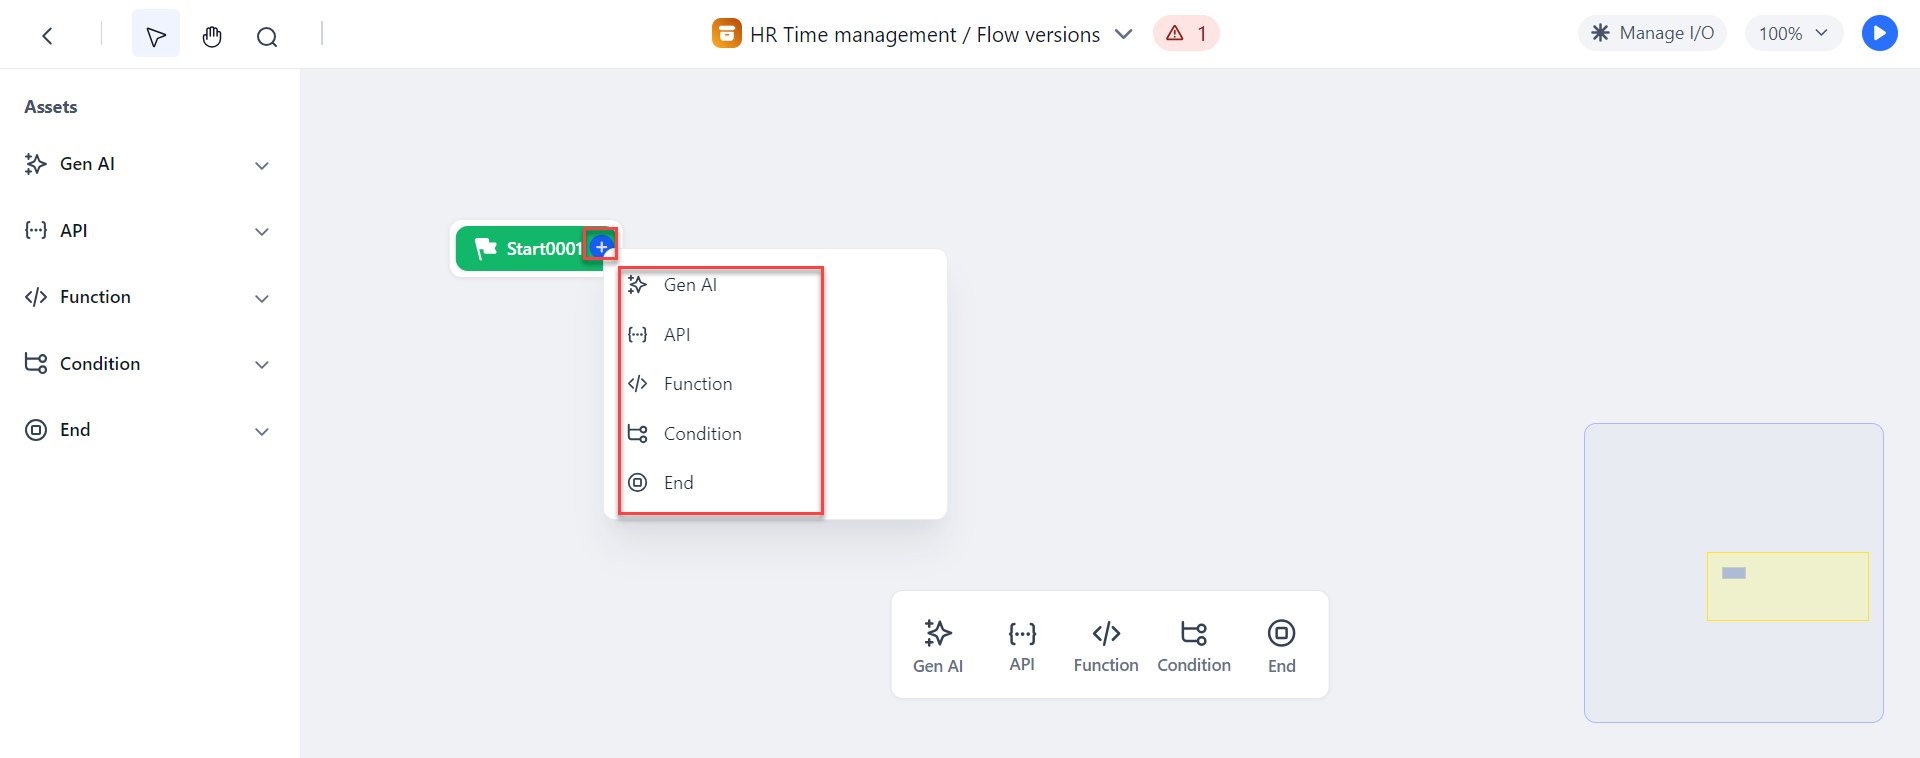 HR Time management / Flow versions
1
Manage I/O
100%
Assets
Gen AI
API
Function
Condition
End
Start0001
Gen AI
API
Function
Condition
End
Gen AI
API
Function
Condition
End